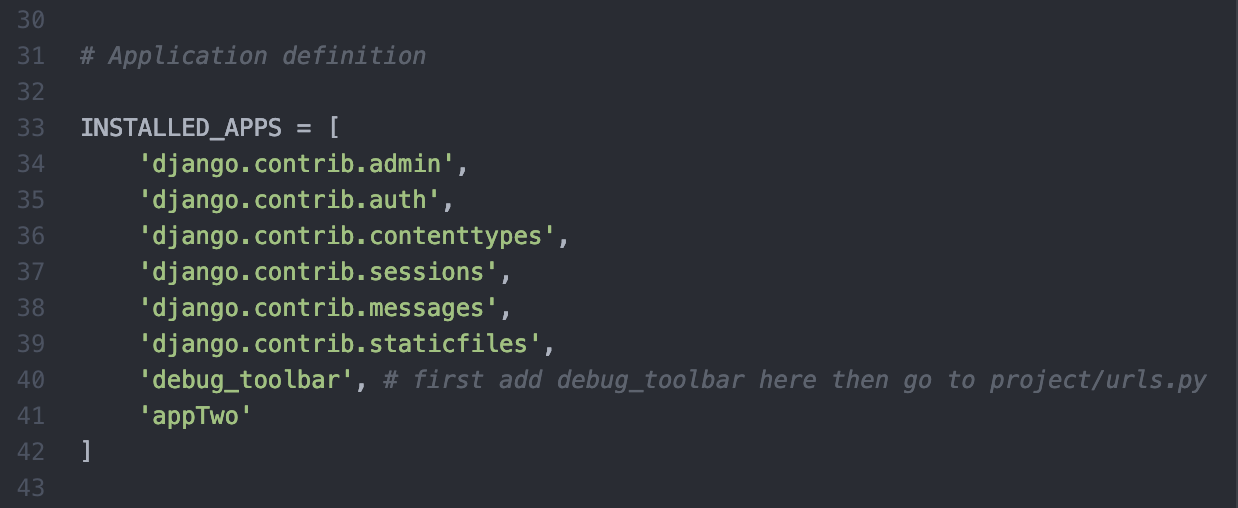 30
31 # Application definition
32
33 INSTALLED_APPS = [
34     'django.contrib.admin',
35     'django.contrib.auth',
36     'django.contrib.contenttypes',
37     'django.contrib.sessions',
38     'django.contrib.messages',
39     'django.contrib.staticfiles',
40     'debug_toolbar', # first add debug_toolbar here then go to project/urls.py
41     'appTwo'
42 ]
43